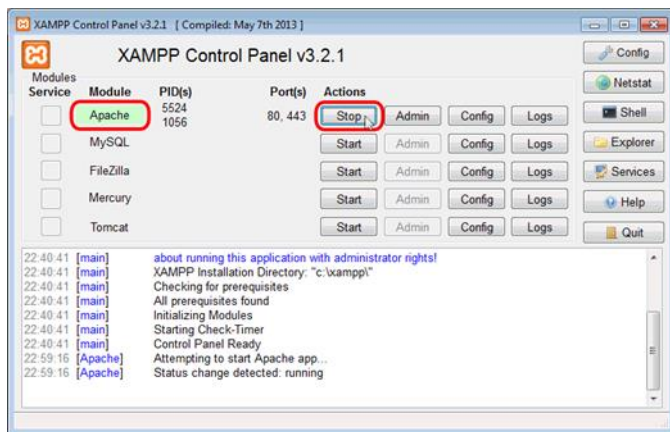 XAMPP Control Panel v3.2.1 [ Compiled: May 7th 2013 ]
XAMPP Control Panel v3.2.1
Config
Modules
Service Module PID(s) Port(s) Actions
Netstat
Apache 5524 80, 443 Stop Admin Config Logs
1056
Shell
MySQL Start Admin Config Logs
Explorer
FileZilla Start Admin Config Logs
Services
Mercury Start Admin Config Logs
Help
Tomcat Start Admin Config Logs
Quit
22:40:41 [main] about running this application with administrator rights!
22:40:41 [main] XAMPP Installation Directory: "c:\xampp\"
22:40:41 [main] Checking for prerequisites
22:40:41 [main] All prerequisites found
22:40:41 [main] Initializing Modules
22:40:41 [main] Starting Check-Timer
22:40:41 [main] Control Panel Ready
22:59:16 [Apache] Attempting to start Apache app...
22:59:16 [Apache] Status change detected: running